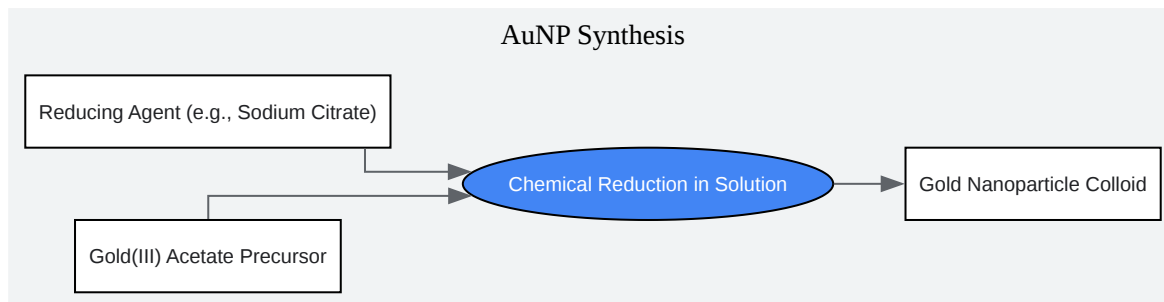 AuNP Synthesis
Reducing Agent (e.g., Sodium Citrate)
Chemical Reduction in Solution
Gold Nanoparticle Colloid
Gold(III) Acetate Precursor